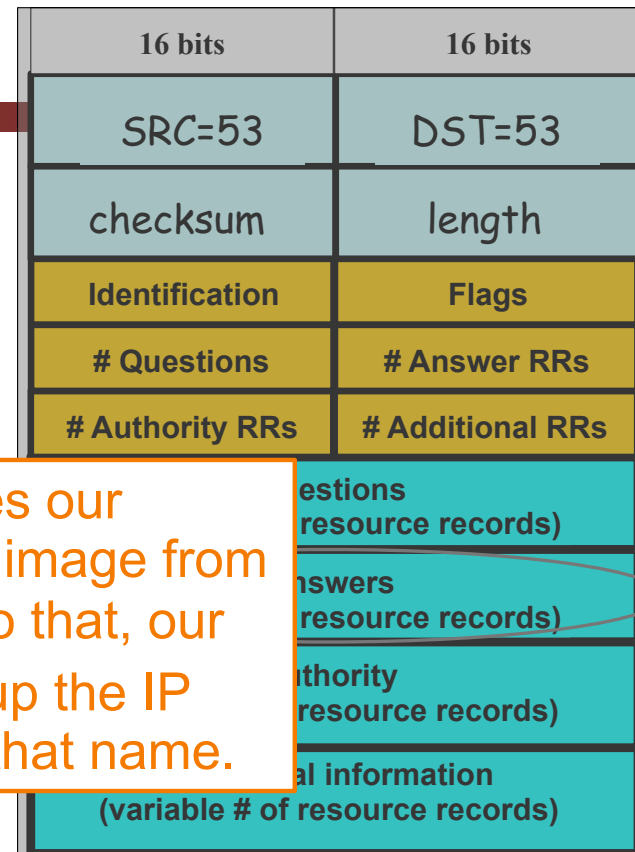 16 bits 16 bits
SRC=53 DST=53
checksum length
Identification Flags
# Questions # Answer RRs
# Authority RRs # Additional RRs
estions
resource records)
nswers
resource records)
thority
resource records)
al information
(variable # of resource records)
es our
image from
o that, our
up the IP
hat name.